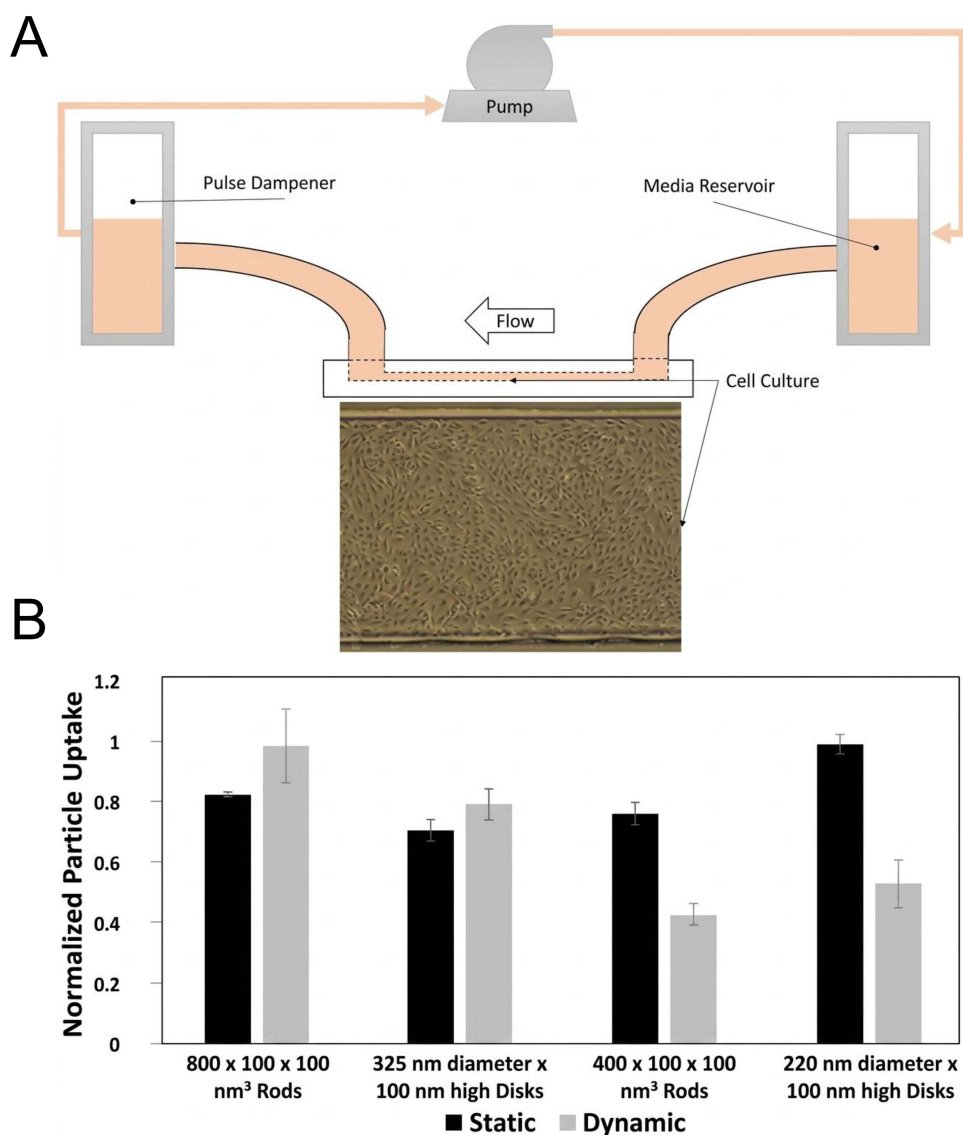 A
Pump
Pulse Dampener
Media Reservoir
Flow
Cell Culture
B
Normalized Particle Uptake
1.2
1
0.8
0.6
0.4
0.2
0
800 x 100 x 100
nm³ Rods
325 nm diameter x
100 nm high Disks
400 x 100 x 100
nm³ Rods
220 nm diameter x
100 nm high Disks
Static
Dynamic